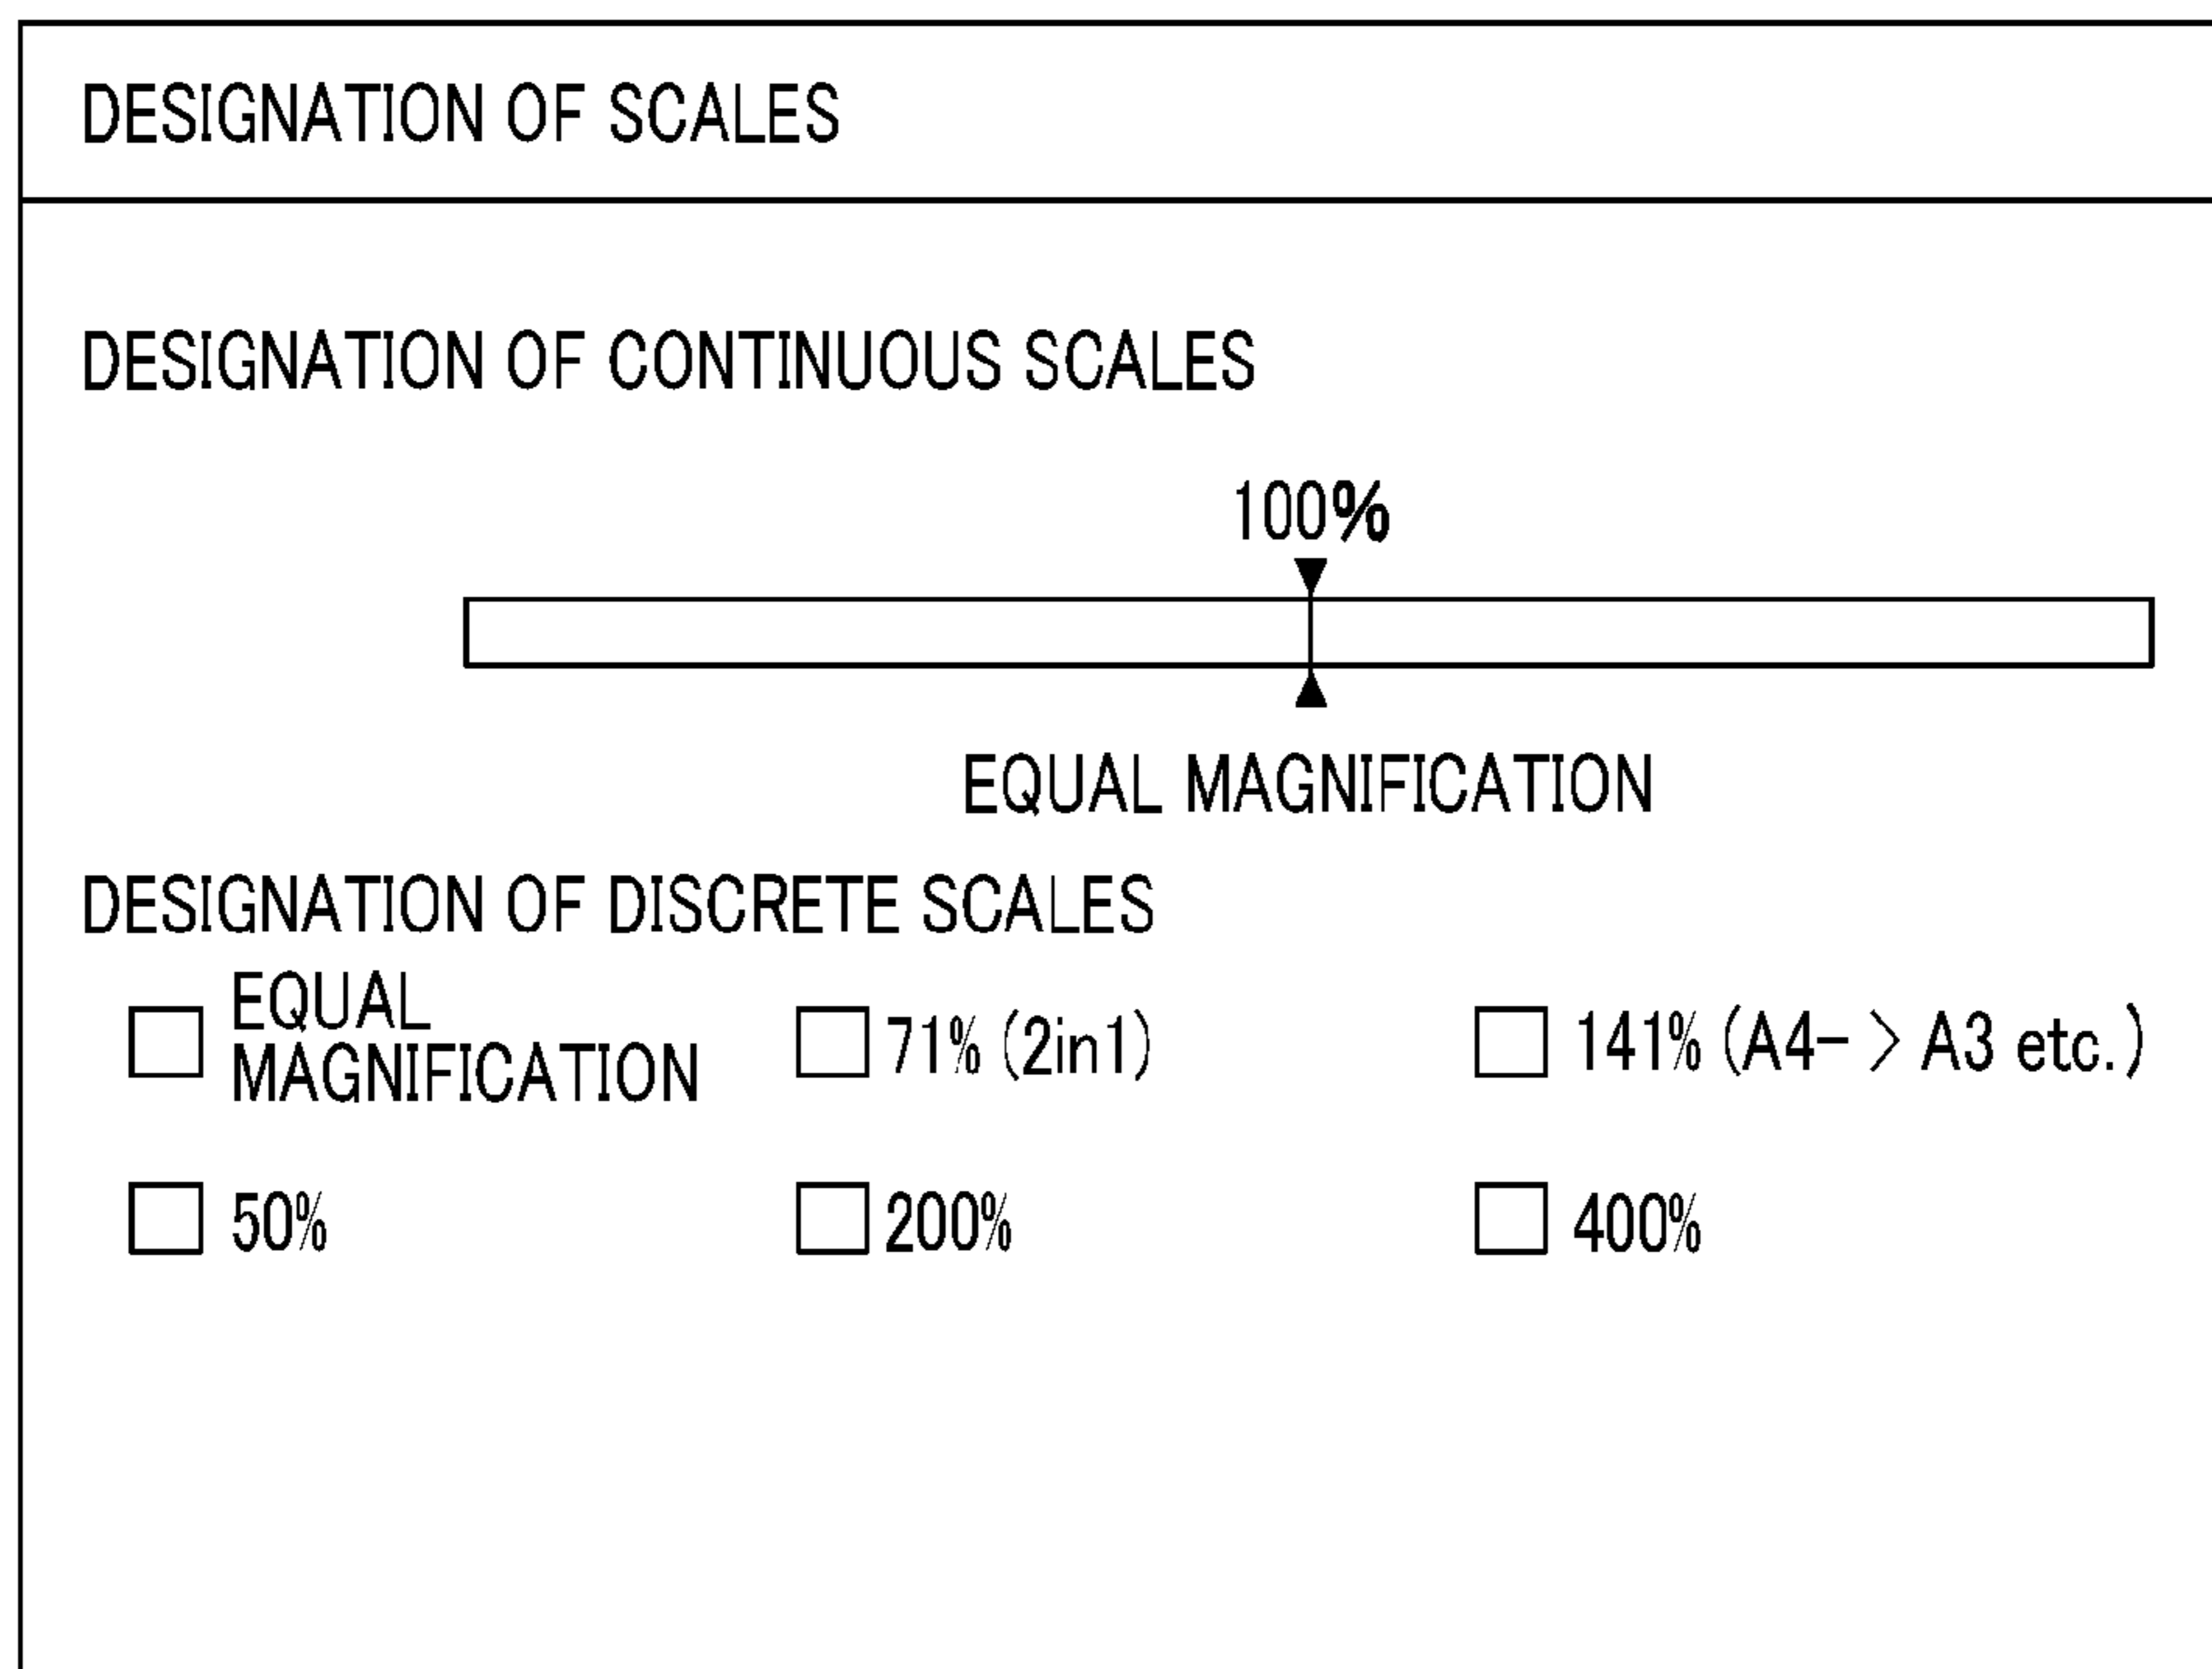 DESIGNATION OF SCALES
DESIGNATION OF CONTINUOUS SCALES
100%
EQUAL MAGNIFICATION
DESIGNATION OF DISCRETE SCALES
EQUAL
MAGNIFICATION
71% (2in1)
141% (A4- > A3 etc.)
50%
200%
400%